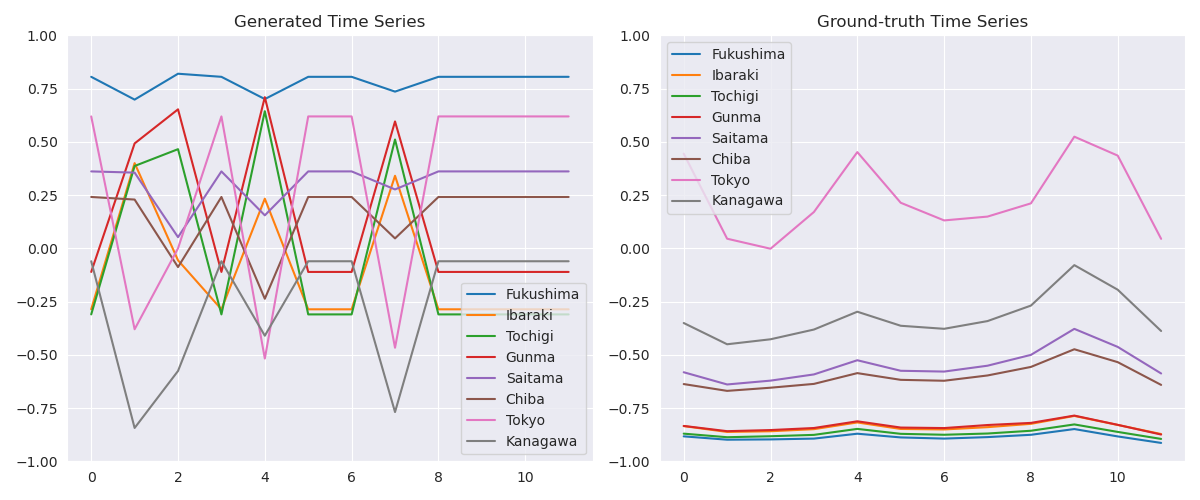 Generated Time Series
1.00
0.75
0.50
0.25
0.00
−0.25
−0.50
−0.75
−1.00
0 2 4 6 8 10
Fukushima
Ibaraki
Tochigi
Gunma
Saitama
Chiba
Tokyo
Kanagawa
Ground-truth Time Series
1.00
0.75
0.50
0.25
0.00
−0.25
−0.50
−0.75
−1.00
0 2 4 6 8 10
Fukushima
Ibaraki
Tochigi
Gunma
Saitama
Chiba
Tokyo
Kanagawa